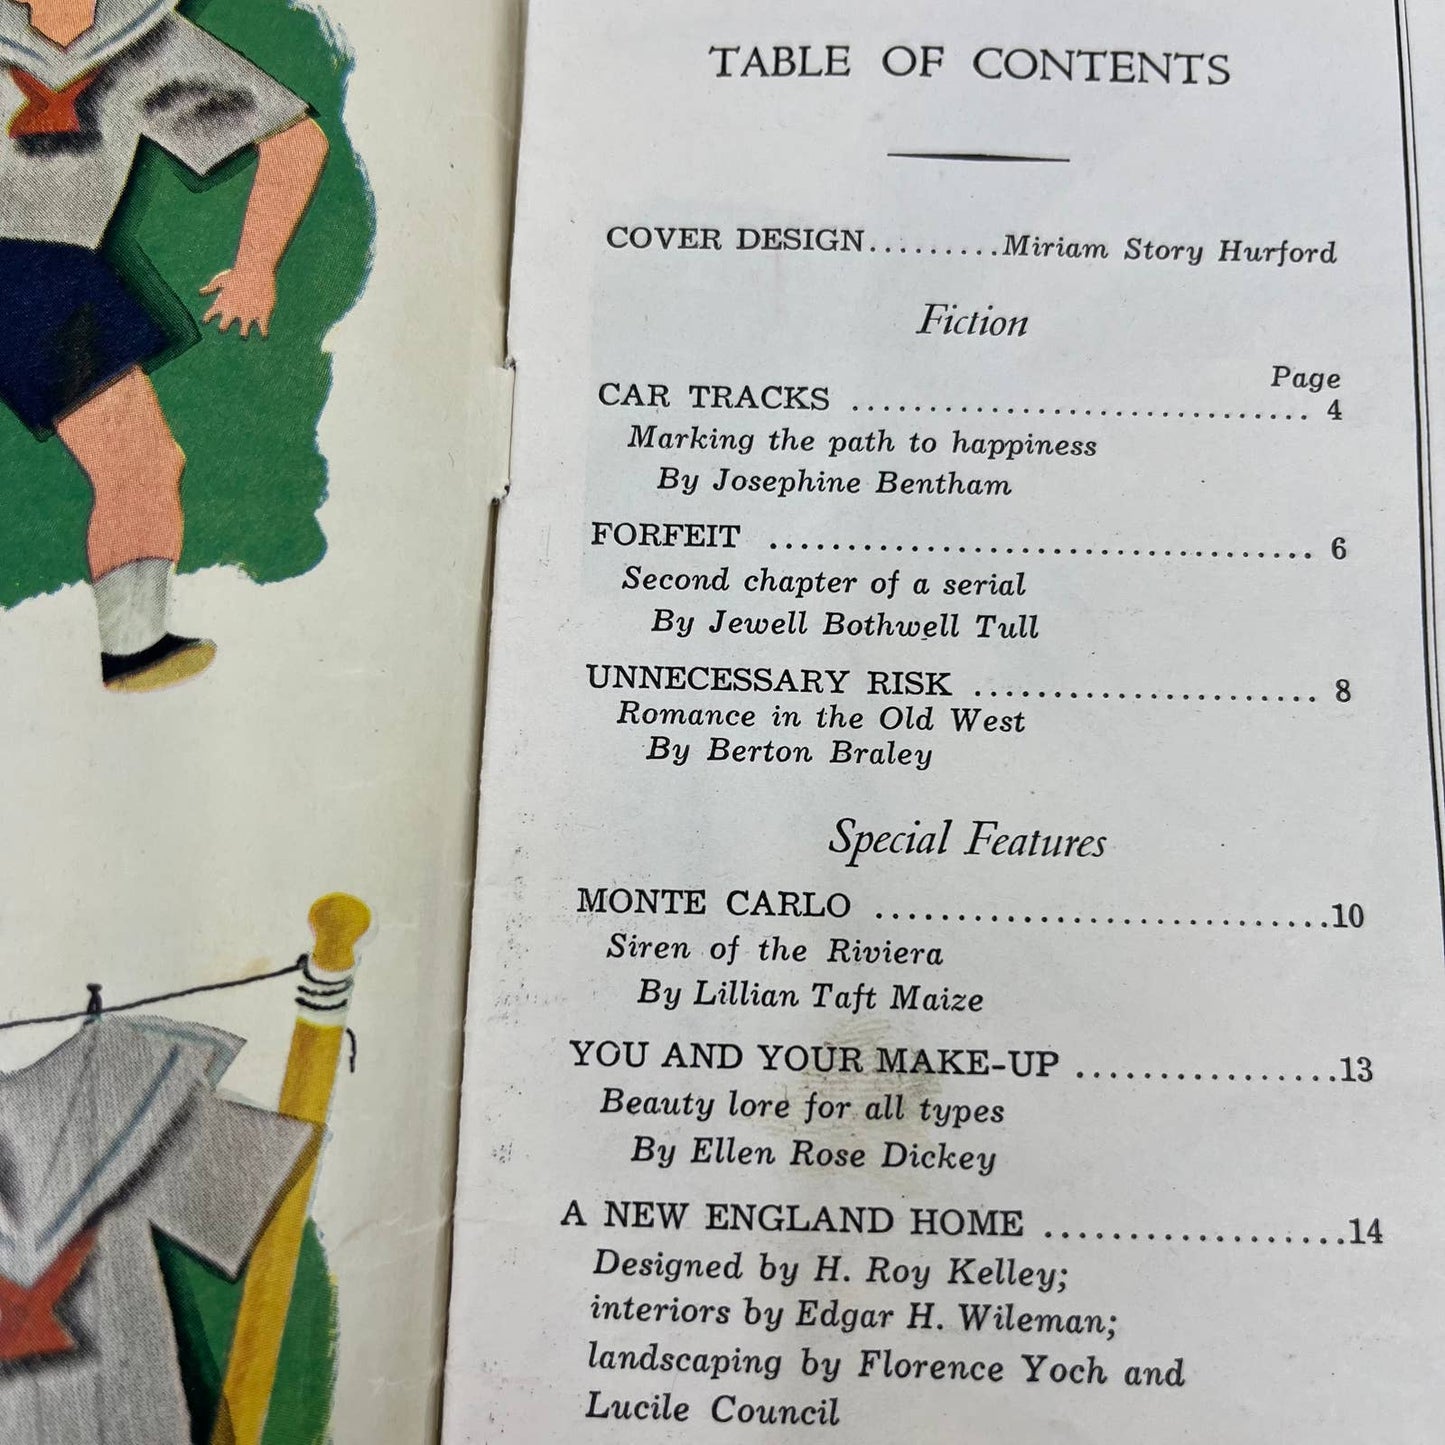 TABLE OF CONTENTS
COVER DESIGN.........Miriam Story Hurford
Fiction
Page
CAR TRACKS .............................. 4
Marking the path to happiness
By Josephine Bentham
FORFEIT ................................... 6
Second chapter of a serial
By Jewell Bothwell Tull
UNNECESSARY RISK ...................... 8
Romance in the Old West
By Berton Braley
Special Features
MONTE CARLO ............................10
Siren of the Riviera
By Lillian Taft Maize
YOU AND YOUR MAKE-UP ................13
Beauty lore for all types
By Ellen Rose Dickey
A NEW ENGLAND HOME ...................14
Designed by H. Roy Kelley;
interiors by Edgar H. Wileman;
landscaping by Florence Yoch and
Lucile Council